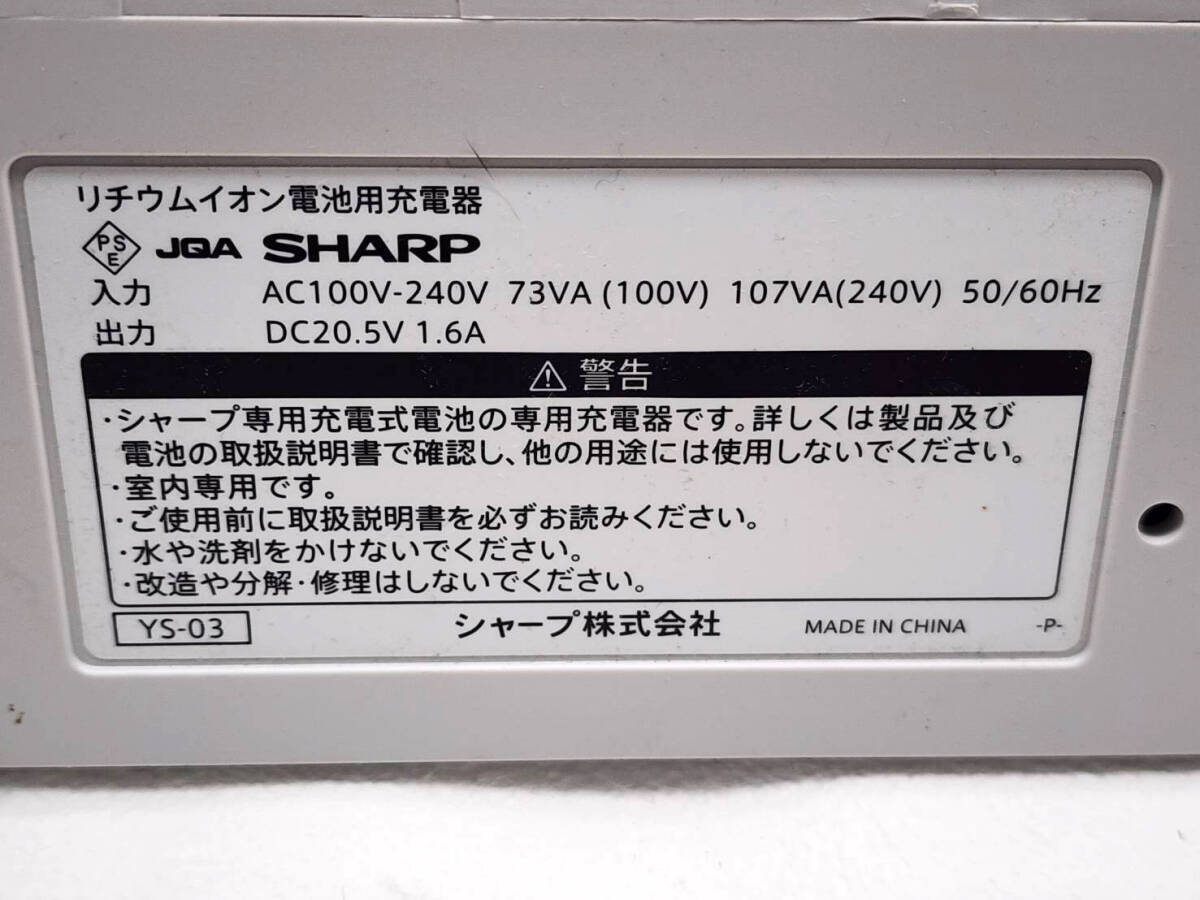 リチウムイオン電池用充電器
PSE JQA SHARP
入力 AC100V-240V 73VA (100V) 107VA(240V) 50/60Hz
出力 DC20.5V 1.6A
⚠ 警告
・シャープ専用充電式電池の専用充電器です。詳しくは製品及び
電池の取扱説明書で確認し、他の用途には使用しないでください。
・室内専用です。
・ご使用前に取扱説明書を必ずお読みください。
・水や洗剤をかけないでください。
・改造や分解・修理はしないでください。
YS-03 シャープ株式会社 MADE IN CHINA -P-